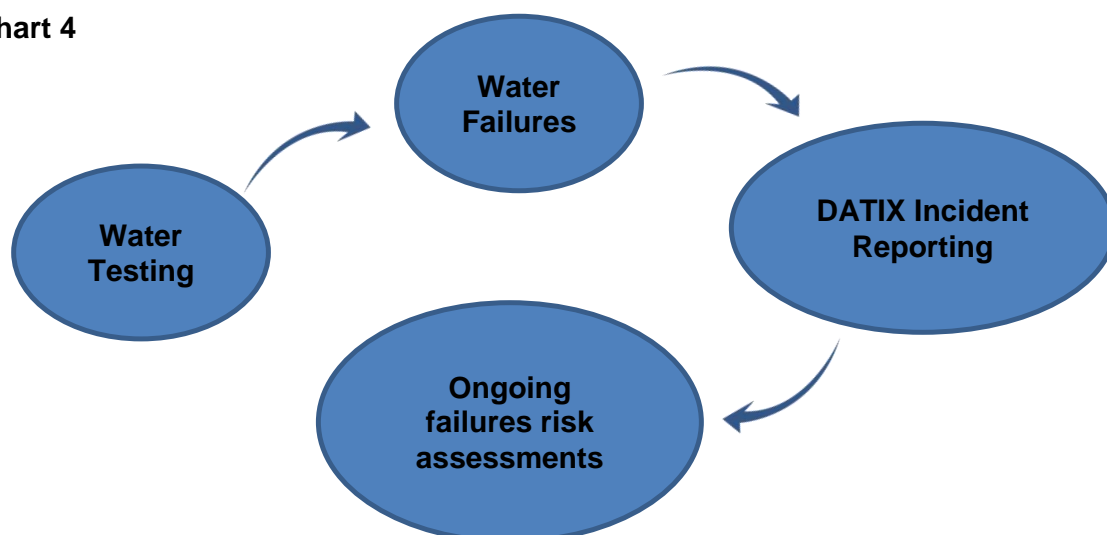 hart 4
Water
Failures
DATIX Incident
Reporting
Water
Testing
Ongoing
failures risk
assessments